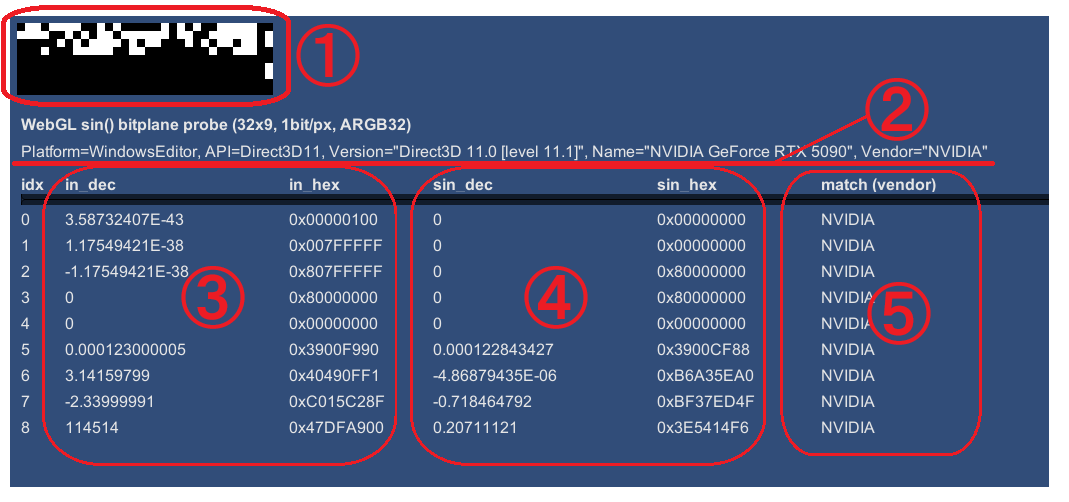 ①
WebGL sin() bitplane probe (32x9, 1bit/px, ARGB32)
②
Platform=WindowsEditor, API=Direct3D11, Version="Direct3D 11.0 [level 11.1]", Name="NVIDIA GeForce RTX 5090", Vendor="NVIDIA"
idx in_dec in_hex sin_dec sin_hex match (vendor)
0 3.58732407E-43 0x00000100 0 0x00000000 NVIDIA
1 1.17549421E-38 0x007FFFFF 0 0x00000000 NVIDIA
2 -1.17549421E-38 0x807FFFFF 0 0x80000000 NVIDIA
③ ④ ⑤
3 0 0x80000000 0 0x80000000 NVIDIA
4 0 0x00000000 0 0x00000000 NVIDIA
5 0.000123000005 0x3900F990 0.000122843427 0x3900CF88 NVIDIA
6 3.14159799 0x40490FF1 -4.86879435E-06 0xB6A35EA0 NVIDIA
7 -2.33999991 0xC015C28F -0.718464792 0xBF37ED4F NVIDIA
8 114514 0x47DFA900 0.20711121 0x3E5414F6 NVIDIA